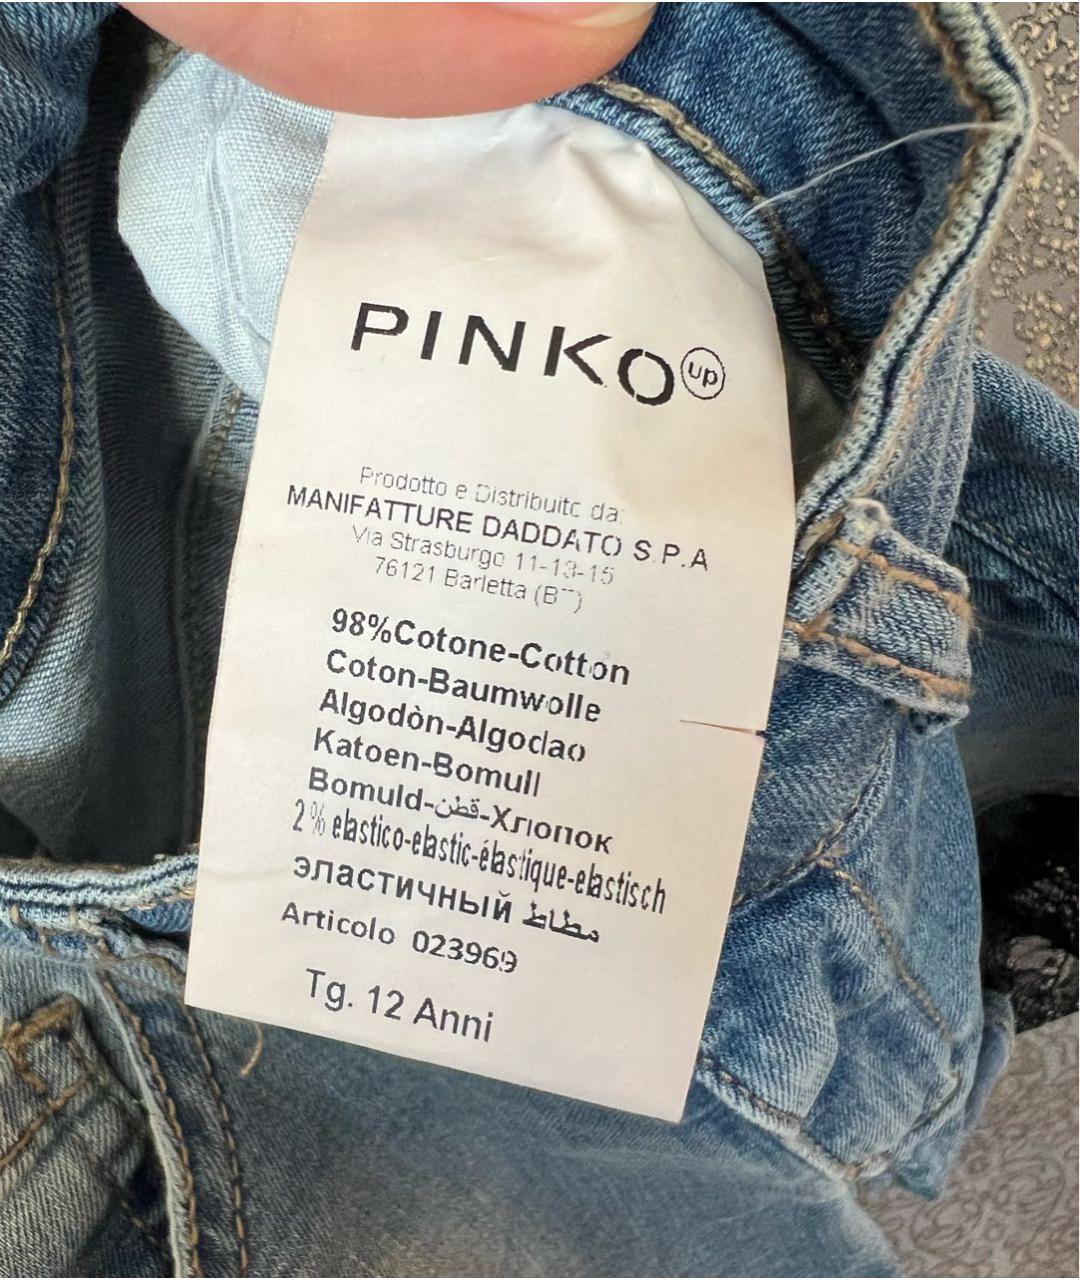 PINKO up
Prodotto e Distribuito da:
MANIFATTURE DADDATO S.P.A
Via Strasburgo 11-13-15
76121 Barletta (BT)
98%Cotone-Cotton
Coton-Baumwolle
Algodòn-Algodao
Katoen-Bomull
Bomuld-قطن-Хлопок
2% elastico-elastic-élastique-elastisch
эластичный مطاط
Articolo 023969
Tg. 12 Anni